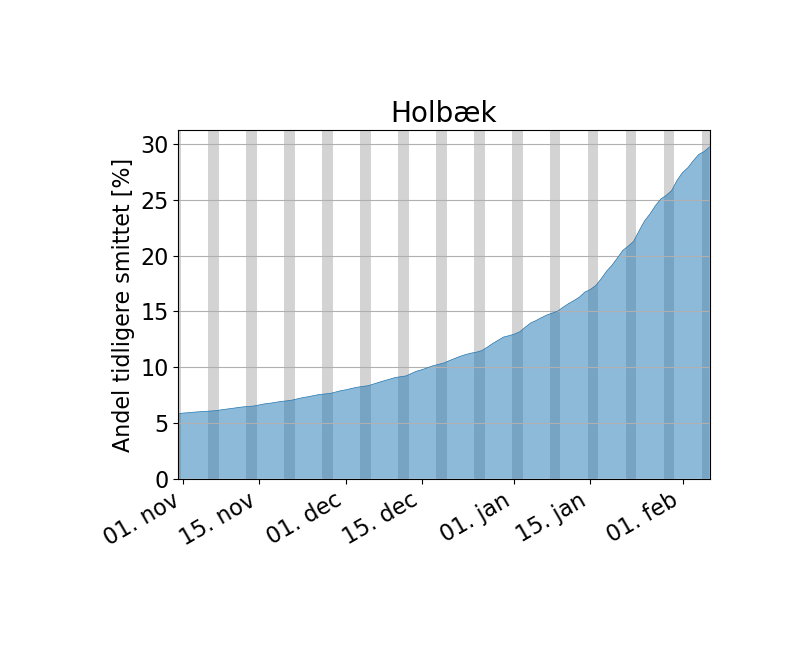 Holbæk
Andel tidligere smittet [%]
30
25
20
15
10
5
0
01. nov
15. nov
01. dec
15. dec
01. jan
15. jan
01. feb